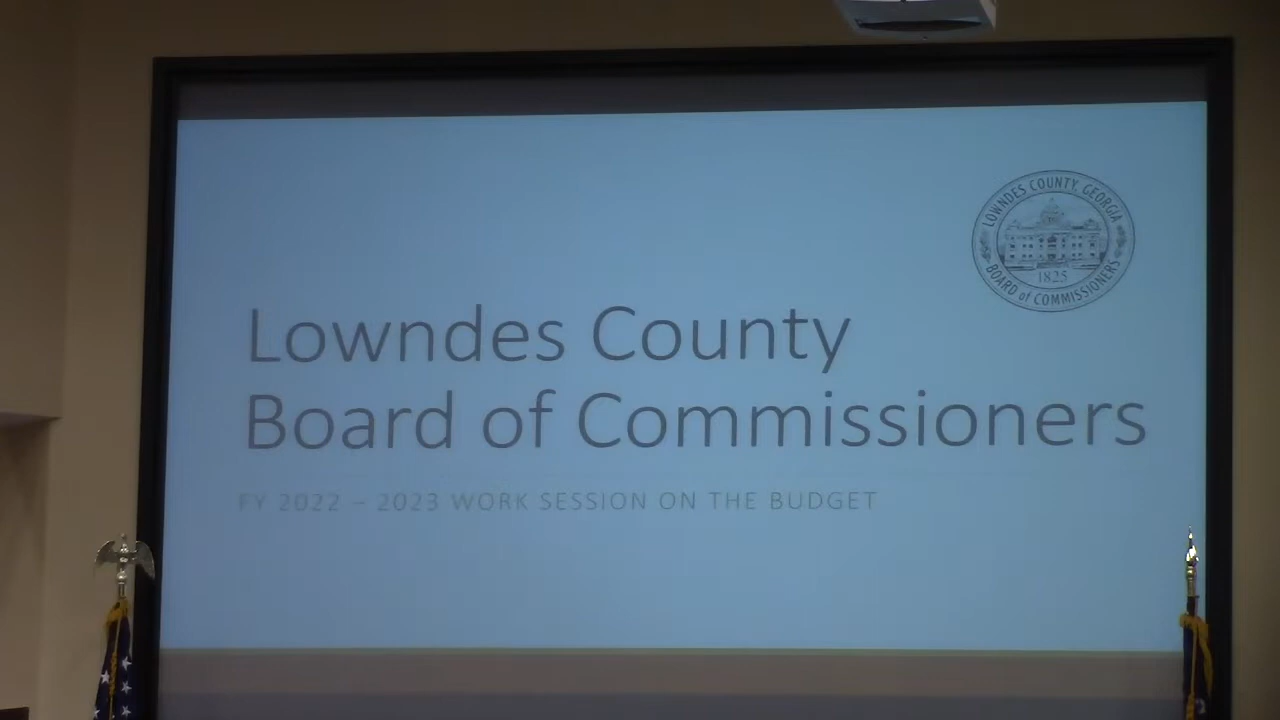 LOWNDES COUNTY, GEORGIA
1825
BOARD of COMMISSIONERS
Lowndes County
Board of Commissioners
FY 2022 – 2023 WORK SESSION ON THE BUDGET